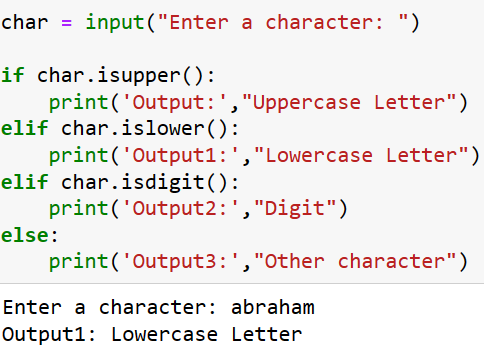 char = input("Enter a character: ")
if char.isupper():
    print('Output:',"Uppercase Letter")
elif char.islower():
    print('Output1:',"Lowercase Letter")
elif char.isdigit():
    print('Output2:',"Digit")
else:
    print('Output3:',"Other character")
Enter a character: abraham
Output1: Lowercase Letter